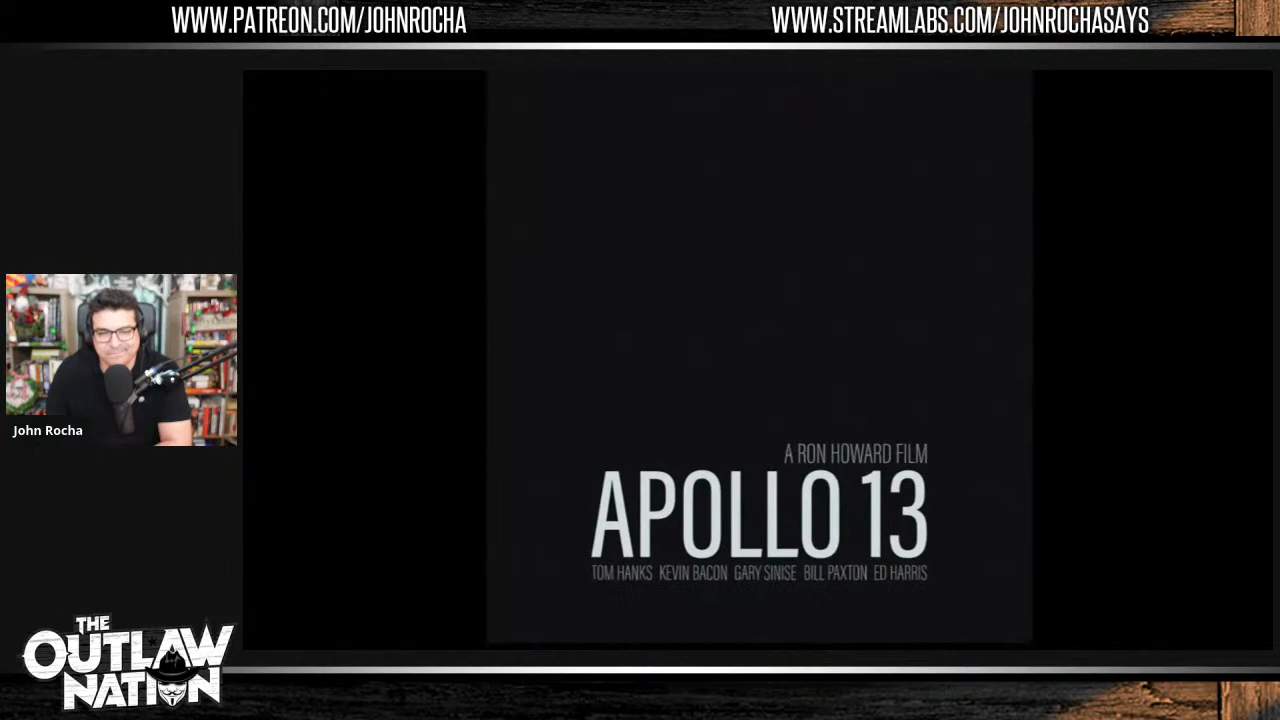 WWW.PATREON.COM/JOHNROCHA
WWW.STREAMLABS.COM/JOHNROCHASAYS
A RON HOWARD FILM
APOLLO 13
TOM HANKS KEVIN BACON GARY SINISE BILL PAXTON ED HARRIS
John Rocha
THE
OUTLAW
NATION